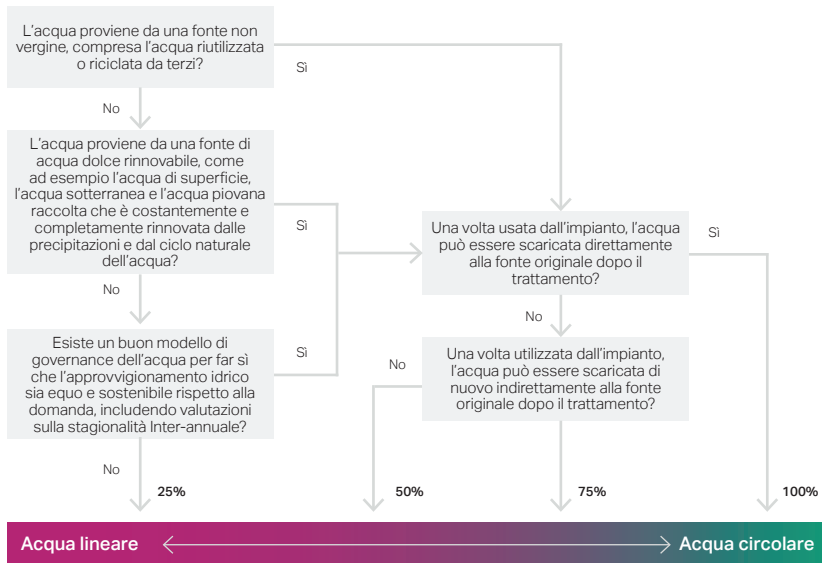 L'acqua proviene da una fonte non
vergine, compresa l'acqua riutilizzata
o riciclata da terzi?
Sì
No
L'acqua proviene da una fonte di
acqua dolce rinnovabile, come
ad esempio l'acqua di superficie,
l'acqua sotterranea e l'acqua piovana
raccolta che è costantemente e
completamente rinnovata dalle
precipitazioni e dal ciclo naturale
dell'acqua?
Sì
No
Esiste un buon modello di
governance dell'acqua per far sì
che l'approvvigionamento idrico
sia equo e sostenibile rispetto alla
domanda, includendo valutazioni
sulla stagionalità Inter-annuale?
Sì
No
Una volta usata dall'impianto, l'acqua
può essere scaricata direttamente
alla fonte originale dopo il
trattamento?
Sì
No
Una volta utilizzata dall'impianto,
l'acqua può essere scaricata di
nuovo indirettamente alla fonte
originale dopo il trattamento?
No
25%
50%
75%
100%
Acqua lineare
Acqua circolare